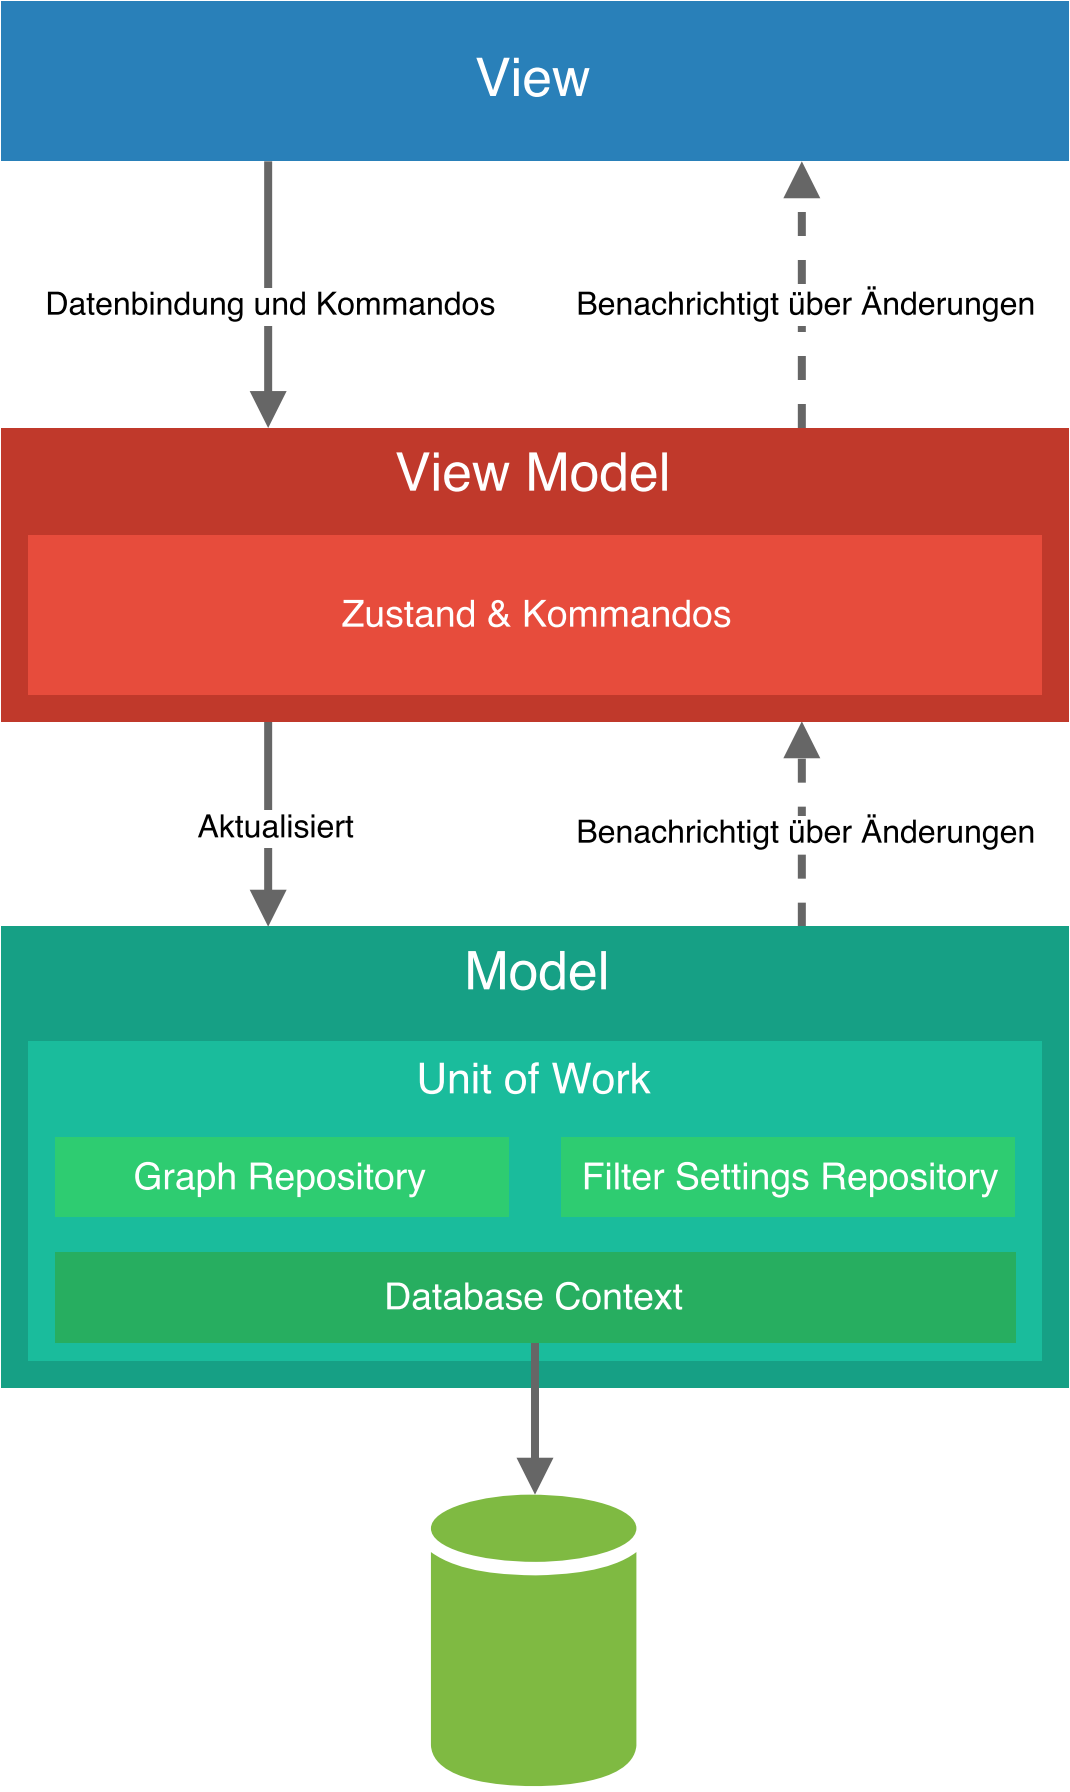 View
Datenbindung und Kommandos
Benachrichtigt über Änderungen
View Model
Zustand & Kommandos
Aktualisiert
Benachrichtigt über Änderungen
Model
Unit of Work
Graph Repository
Filter Settings Repository
Database Context